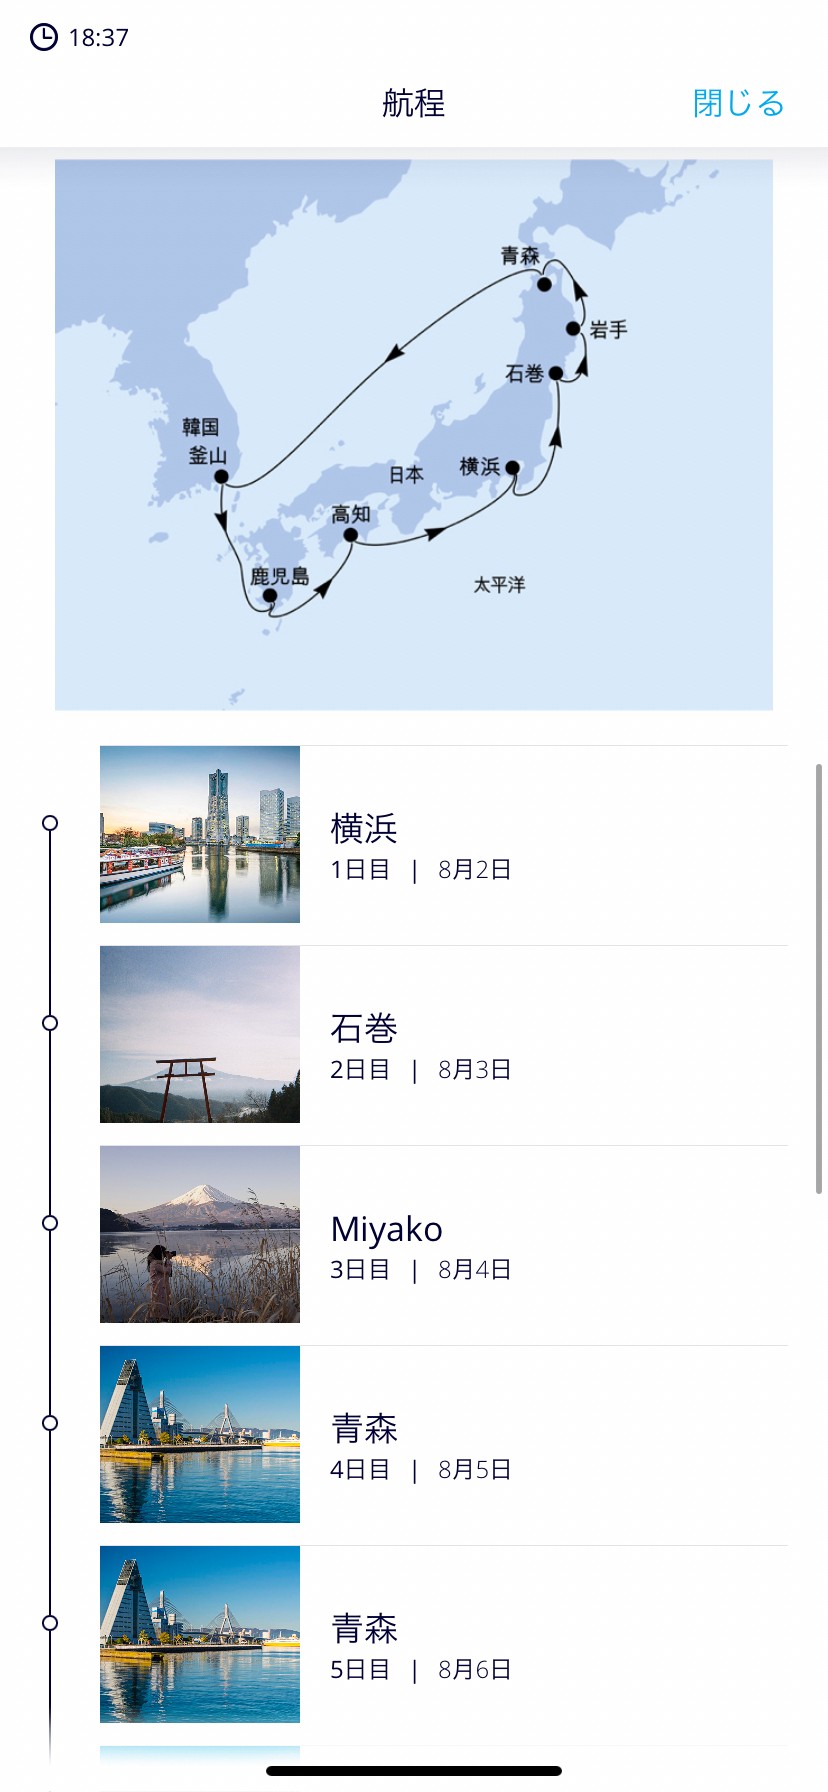 18:37
航程
閉じる
青森
岩手
石巻
韓国
釜山
日本
横浜
高知
鹿児島
太平洋
横浜
1日目 | 8月2日
石巻
2日目 | 8月3日
Miyako
3日目 | 8月4日
青森
4日目 | 8月5日
青森
5日目 | 8月6日